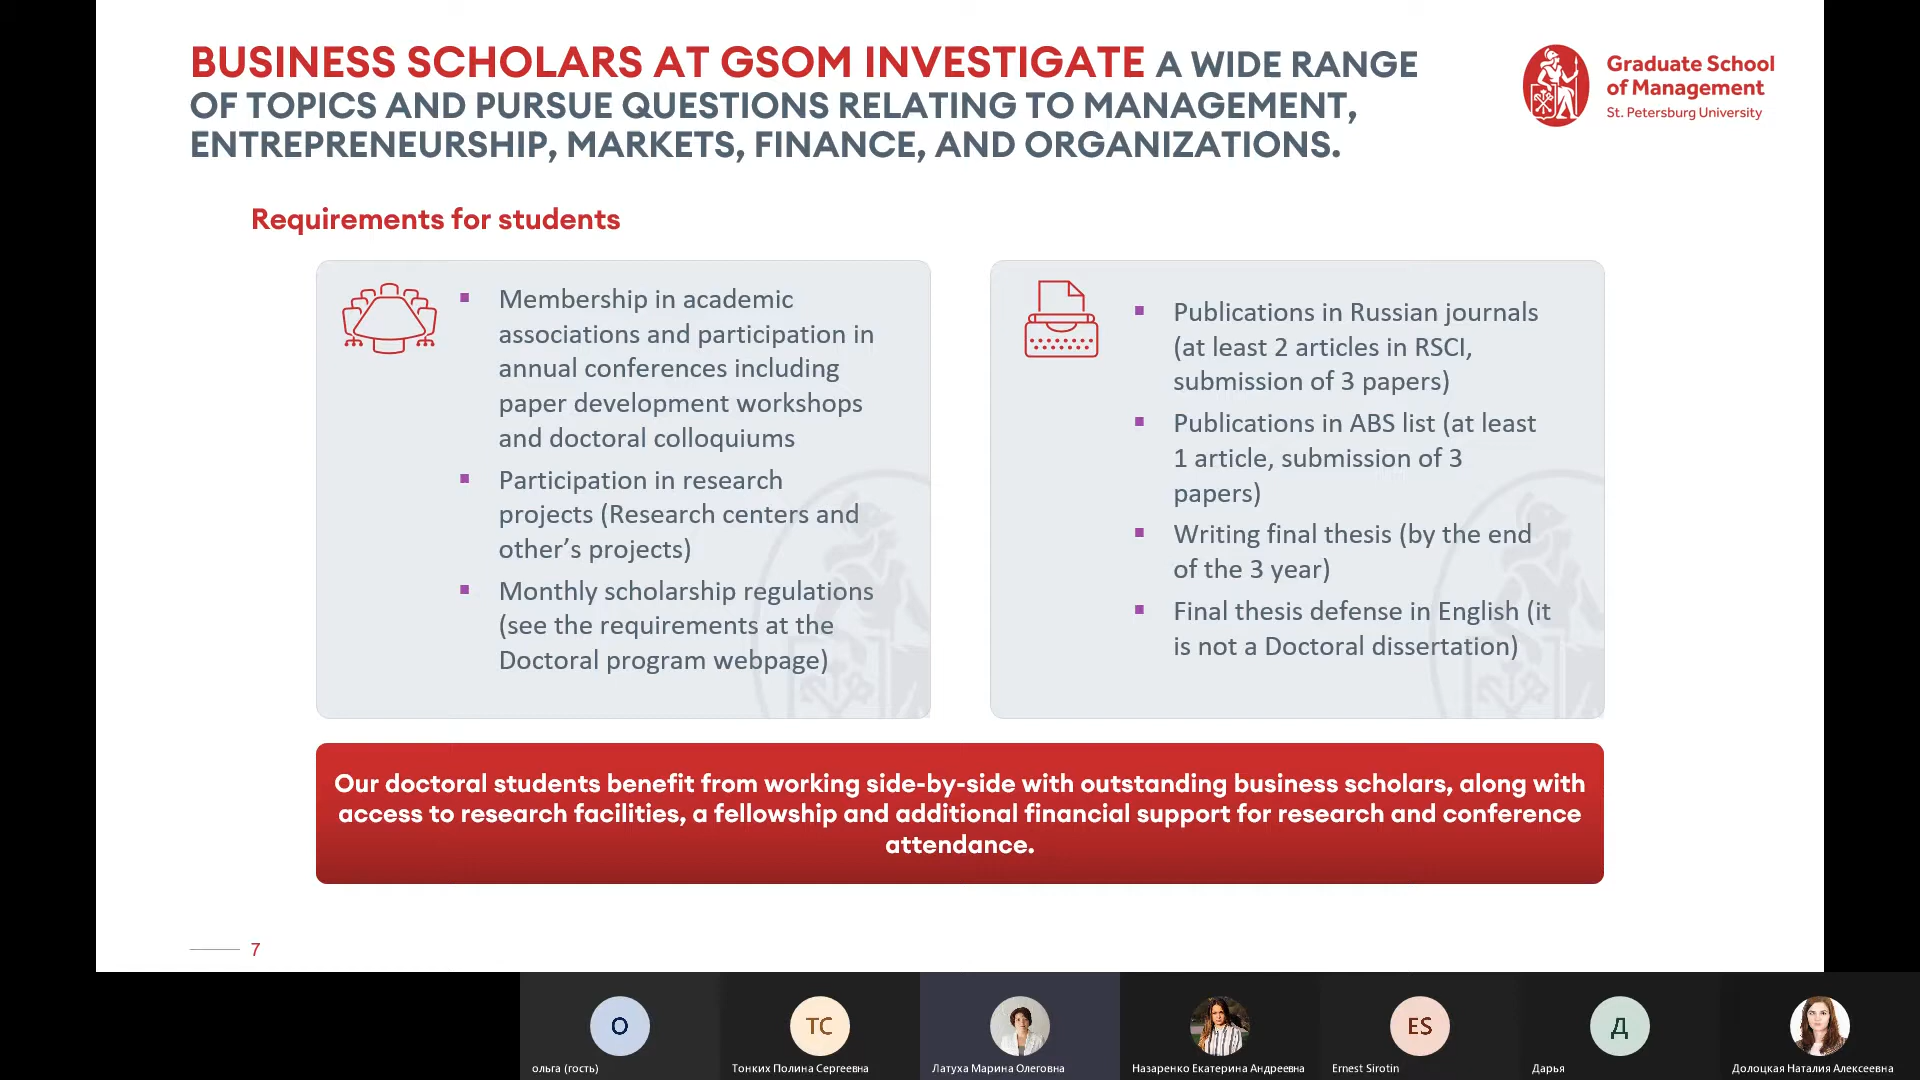 BUSINESS SCHOLARS AT GSOM INVESTIGATE A WIDE RANGE
OF TOPICS AND PURSUE QUESTIONS RELATING TO MANAGEMENT,
ENTREPRENEURSHIP, MARKETS, FINANCE, AND ORGANIZATIONS.
Graduate School
of Management
St. Petersburg University
Requirements for students
▪ Membership in academic
associations and participation in
annual conferences including
paper development workshops
and doctoral colloquiums
▪ Participation in research
projects (Research centers and
other’s projects)
▪ Monthly scholarship regulations
(see the requirements at the
Doctoral program webpage)
▪ Publications in Russian journals
(at least 2 articles in RSCI,
submission of 3 papers)
▪ Publications in ABS list (at least
1 article, submission of 3
papers)
▪ Writing final thesis (by the end
of the 3 year)
▪ Final thesis defense in English (it
is not a Doctoral dissertation)
Our doctoral students benefit from working side-by-side with outstanding business scholars, along with
access to research facilities, a fellowship and additional financial support for research and conference
attendance.
7
О
ольга (гость)
ТС
Тонких Полина Сергеевна
Латуха Марина Олеговна
Назаренко Екатерина Андреевна
ES
Ernest Sirotin
Д
Дарья
Долоцкая Наталия Алексеевна